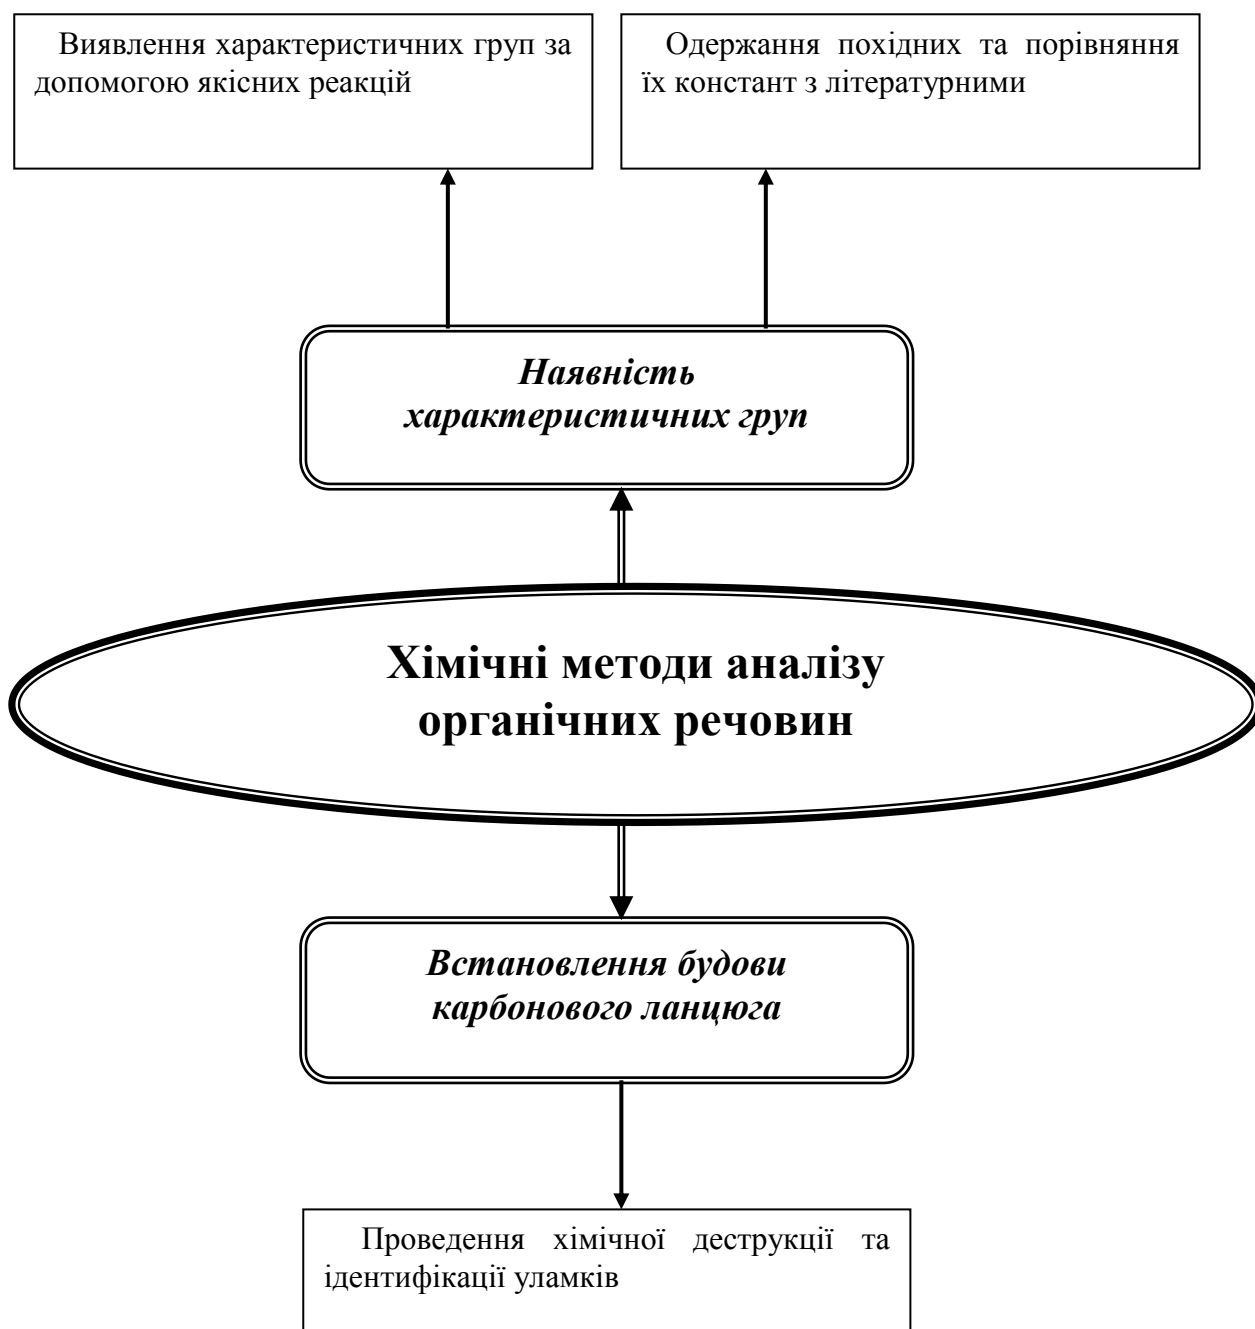 Виявлення характеристичних груп за
допомогою якісних реакцій
Одержання похідних та порівняння
їх констант з літературними
Наявність
характеристичних груп
Хімічні методи аналізу
органічних речовин
Встановлення будови
карбонового ланцюга
Проведення хімічної деструкції та
ідентифікації уламків